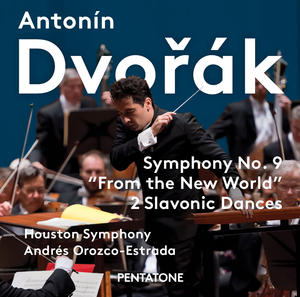 Antonín
Dvořák
Symphony No. 9
“From the New World”
2 Slavonic Dances
Houston Symphony
Andrés Orozco-Estrada
PENTATONE